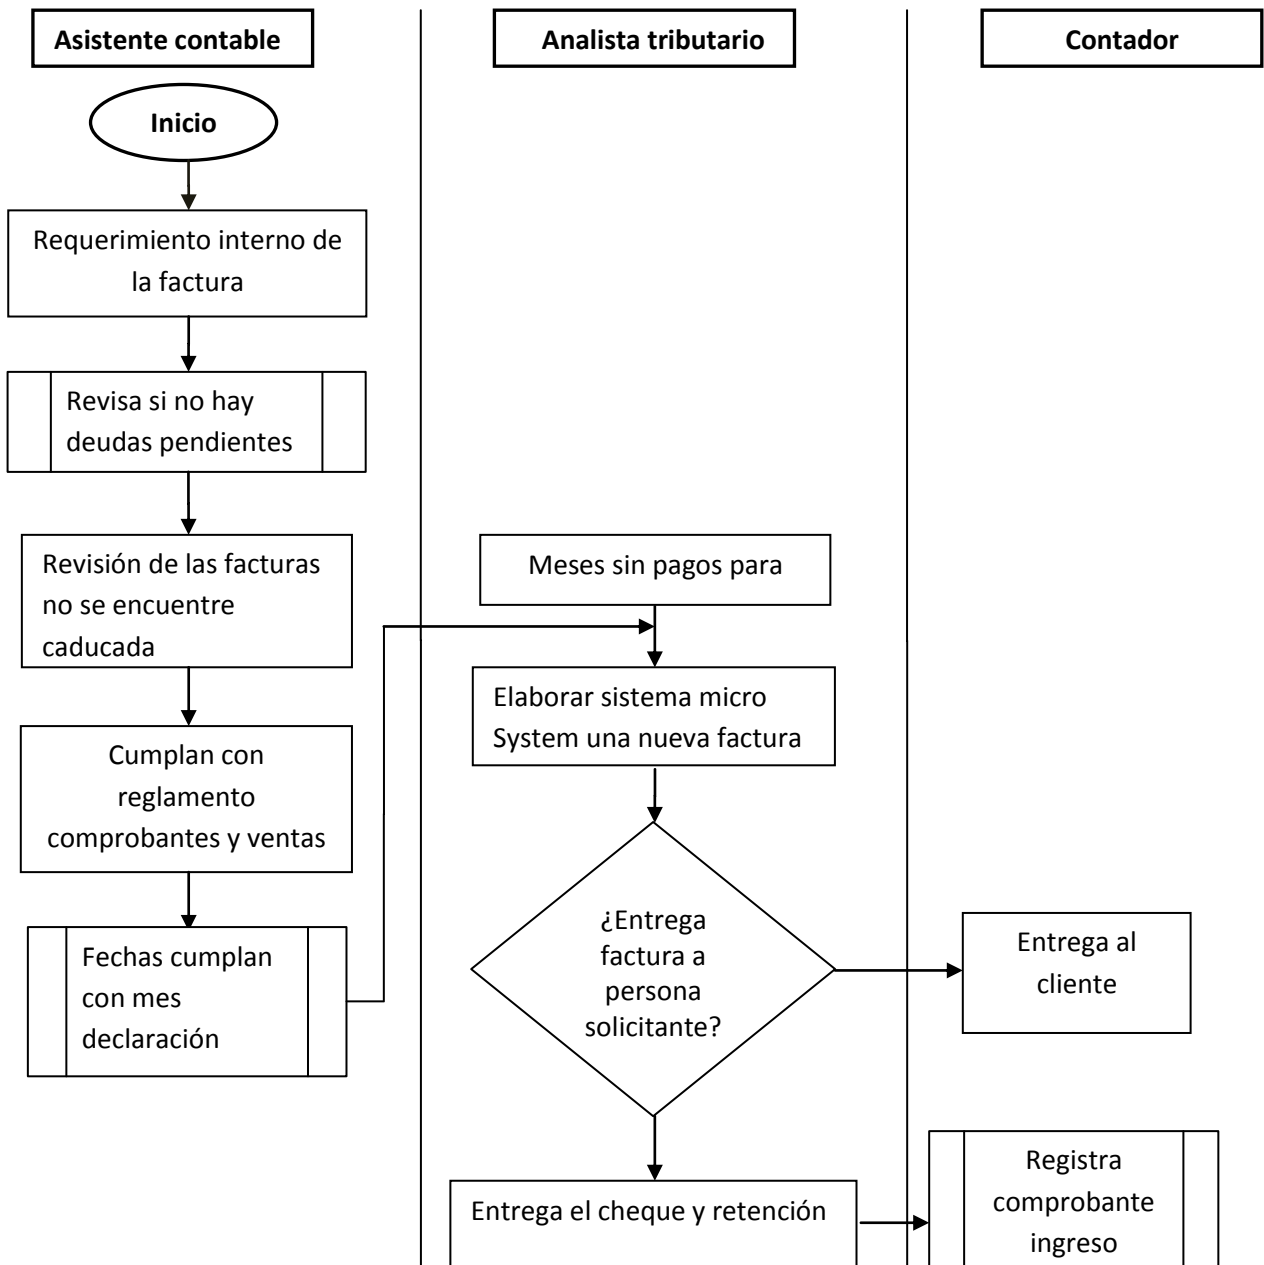 Asistente contable
Analista tributario
Contador
Inicio
Requerimiento interno de
la factura
Revisa si no hay
deudas pendientes
Revisión de las facturas
no se encuentre
caducada
Cumplan con
reglamento
comprobantes y ventas
Fechas cumplan
con mes
declaración
Meses sin pagos para
Elaborar sistema micro
System una nueva factura
¿Entrega
factura a
persona
solicitante?
Entrega el cheque y retención
Entrega al
cliente
Registra
comprobante
ingreso